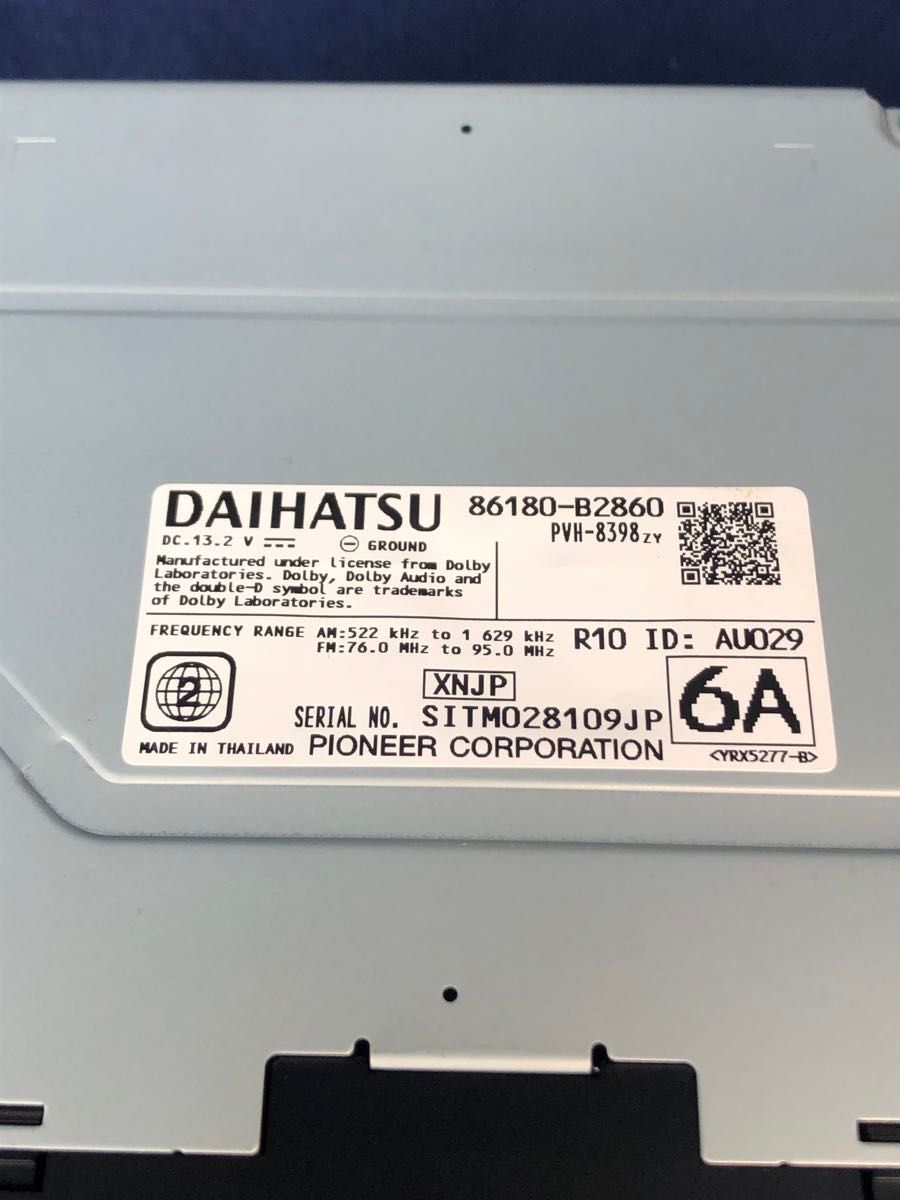 DAIHATSU 86180-B2860
DC.13.2 V GROUND PVH-8398ZY
Manufactured under license from Dolby
Laboratories. Dolby, Dolby Audio and
the double-D symbol are trademarks
of Dolby Laboratories.
FREQUENCY RANGE AM:522 kHz to 1 629 kHz
FM:76.0 MHz to 95.0 MHz
R10 ID: AU029
2
XNJP
6A
SERIAL NO. SITM028109JP
MADE IN THAILAND PIONEER CORPORATION
<YRX5277-B>